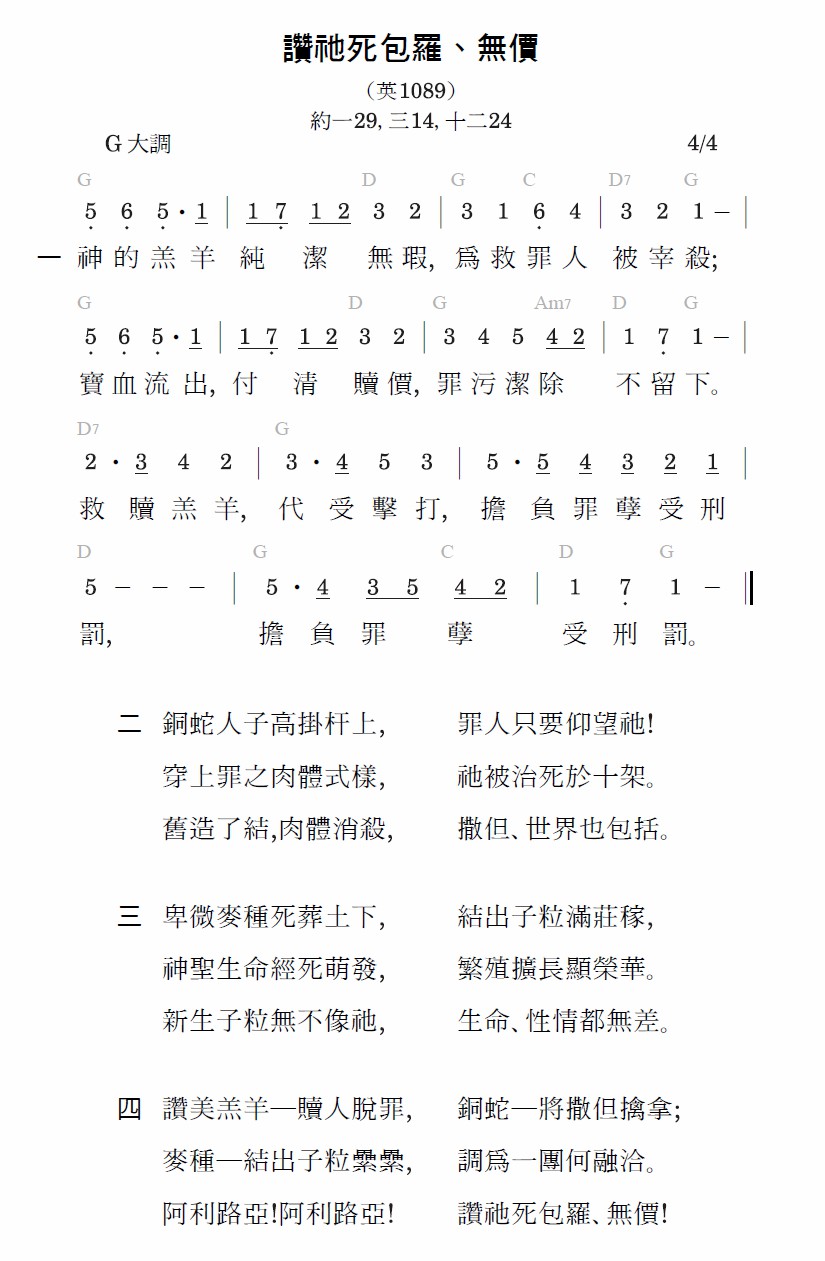 讚祂死包羅、無價
（英1089）
約一29, 三14, 十二24
G 大調 4/4
G D G C D7 G
5 6 5 · 1 | 1 7 1 2 3 2 | 3 1 6 4 | 3 2 1 – |
一 神的羔羊純潔無瑕, 為救罪人被宰殺;
G D G Am7 D G
5 6 5 · 1 | 1 7 1 2 3 2 | 3 4 5 4 2 | 1 7 1 – |
寶血流出, 付清贖價, 罪污潔除不留下。
D7 G
2 · 3 4 2 | 3 · 4 5 3 | 5 · 5 4 3 2 1 |
救贖羔羊, 代受擊打, 擔負罪孽受刑
D G C D G
5 – – – | 5 · 4 3 5 4 2 | 1 7 1 – ||
罰, 擔負罪孽受刑罰。
二 銅蛇人子高掛杆上, 罪人只要仰望祂!
穿上罪之肉體式樣, 祂被治死於十架。
舊造了結,肉體消殺, 撒但、世界也包括。
三 卑微麥種死葬土下, 結出子粒滿莊稼,
神聖生命經死萌發, 繁殖擴長顯榮華。
新生子粒無不像祂, 生命、性情都無差。
四 讚美羔羊—贖人脫罪, 銅蛇—將撒但擒拿;
麥種—結出子粒纍纍, 調為一團何融洽。
阿利路亞!阿利路亞! 讚祂死包羅、無價!